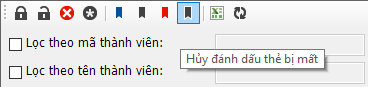 Lọc theo mã thành viên:
Hủy đánh dấu thẻ bị mất
Lọc theo tên thành viên: